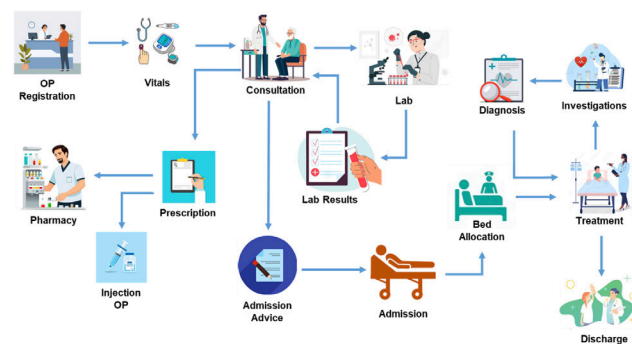 OP
Registration
Vitals
Consultation
Lab
Diagnosis
Investigations
Pharmacy
Prescription
Lab Results
Bed
Allocation
Treatment
Injection
OP
Admission
Advice
Admission
Discharge